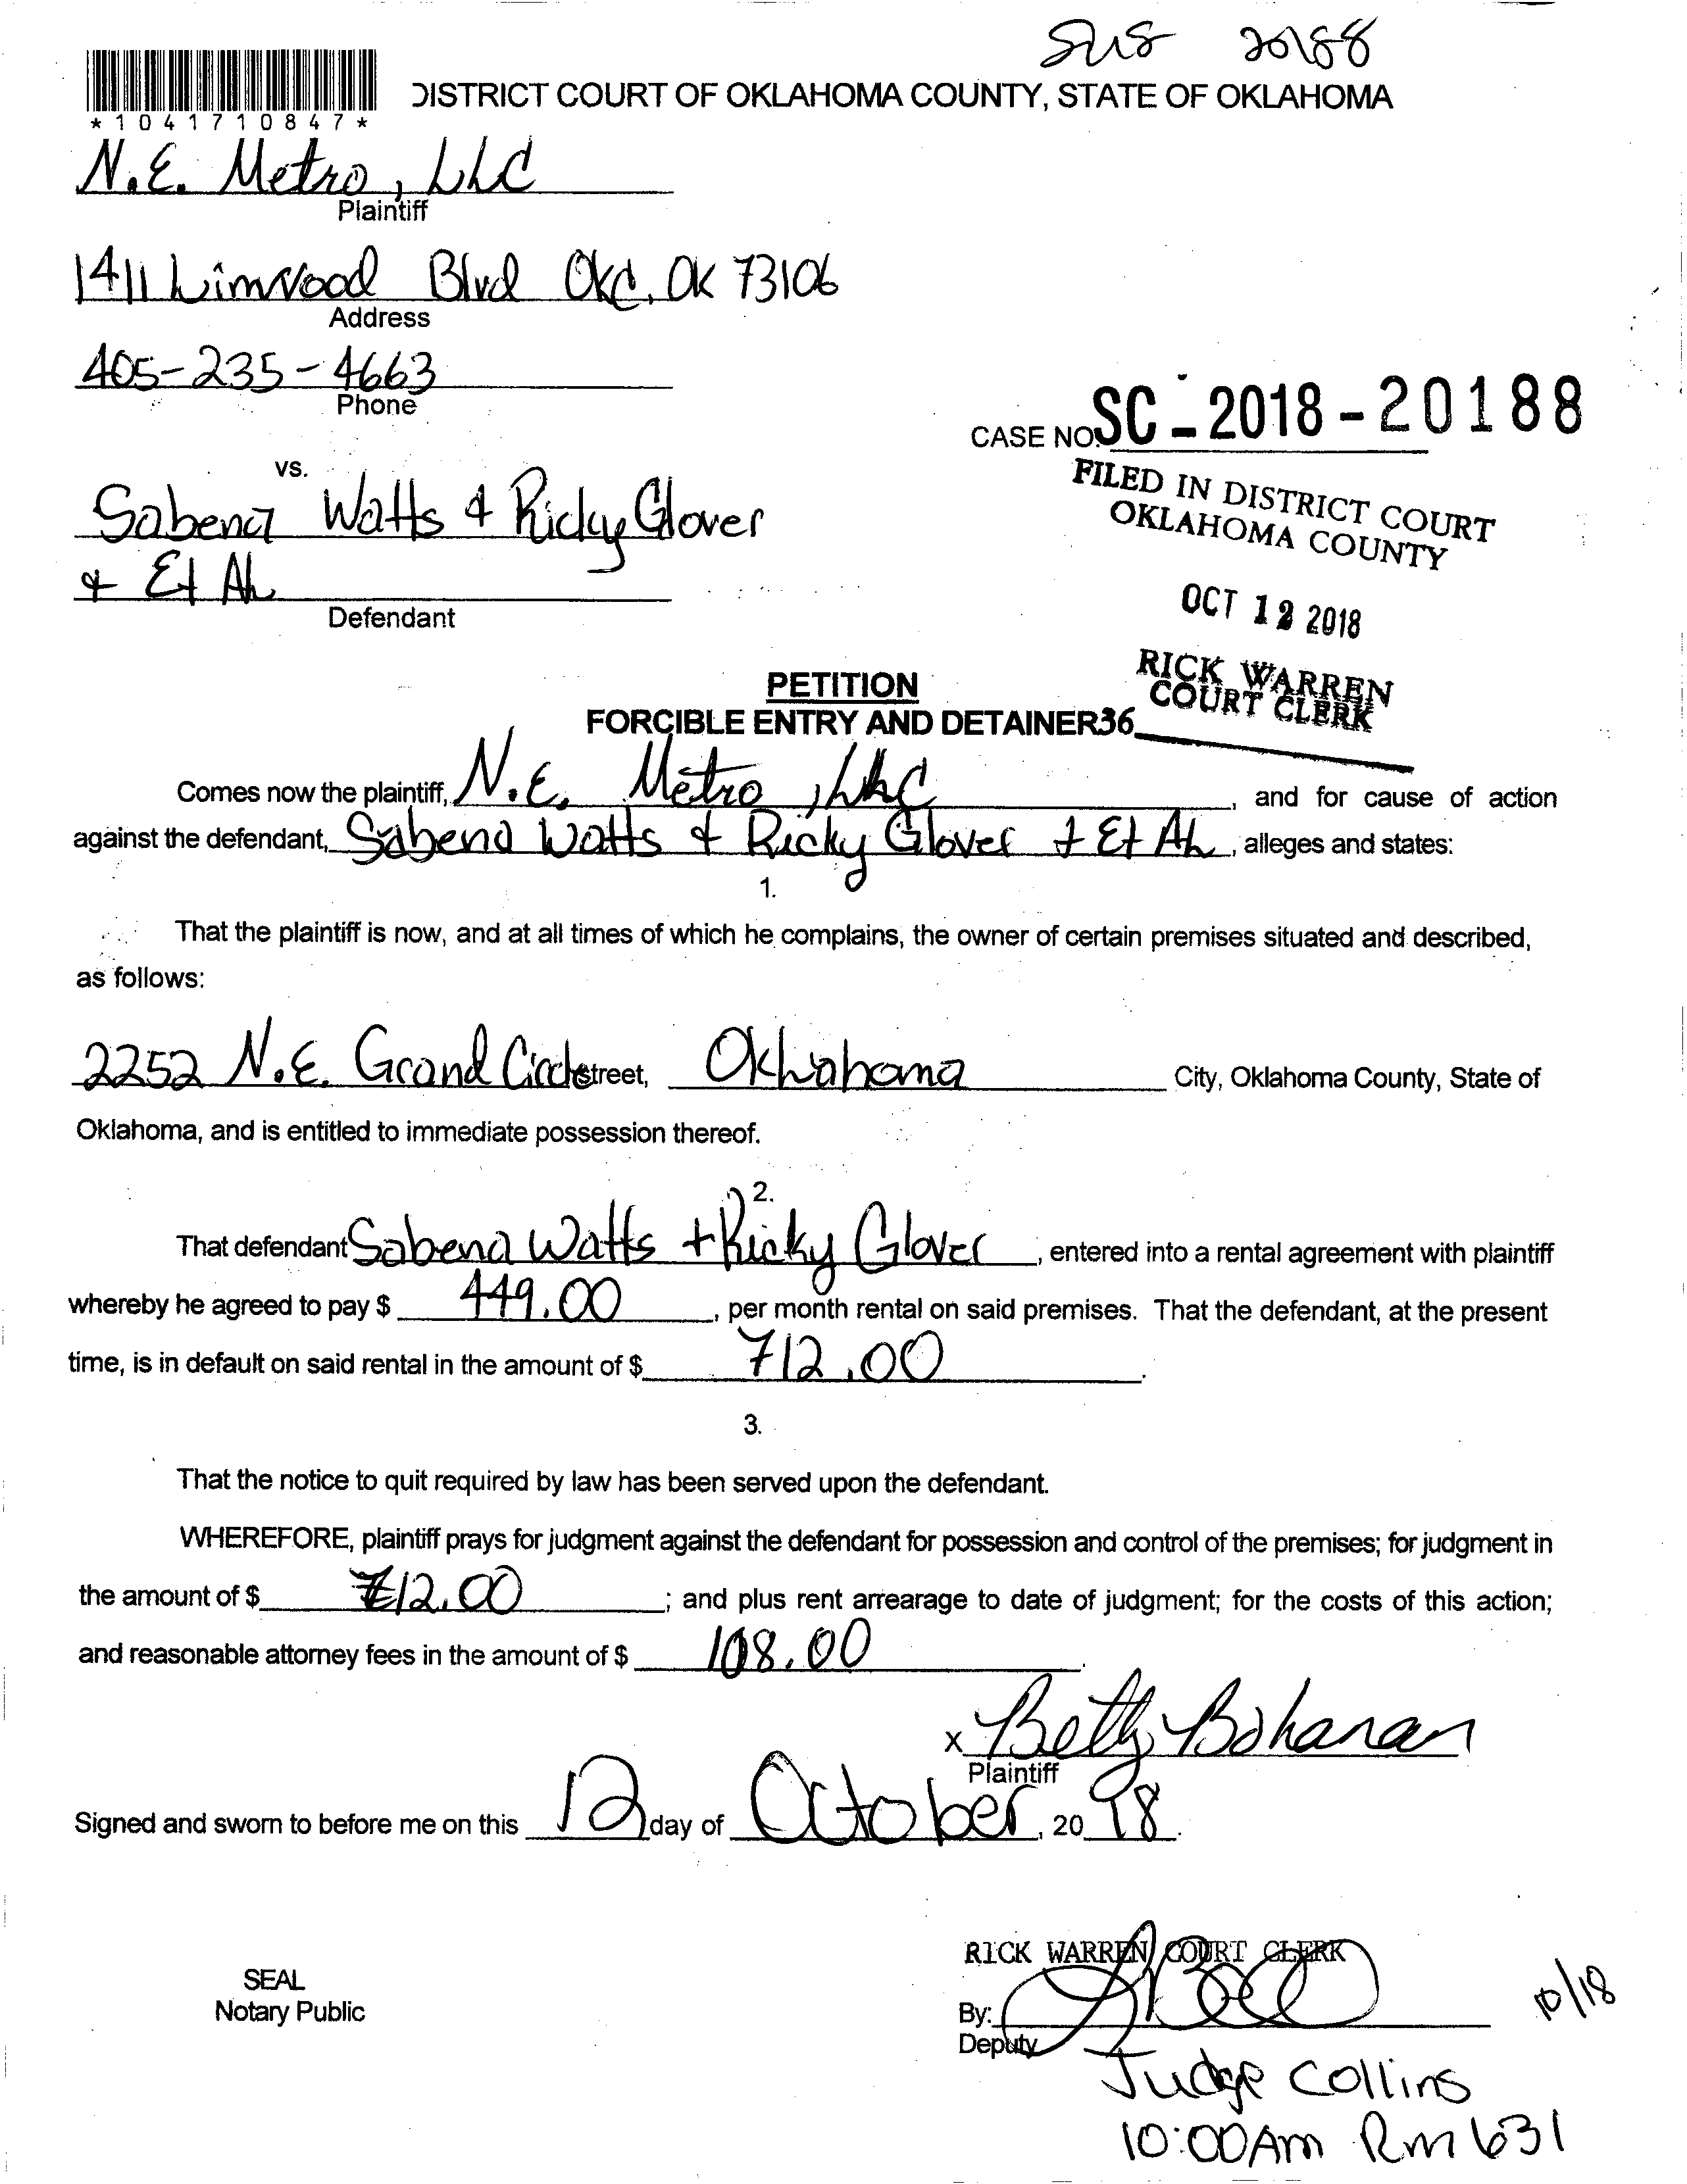 20188
DISTRICT COURT OF OKLAHOMA COUNTY, STATE OF OKLAHOMA
*1041710847*
N.E. Metro, LLC
Plaintiff
1411 Linwood Blvd Okc, OK 73106
Address
405-235-4663
Phone
CASE NO. SC-2018-20188
vs.
FILED IN DISTRICT COURT
OKLAHOMA COUNTY
Sabena Watts & Ricky Glover
& Et AL
Defendant
OCT 12 2018
RICK WARREN
COURT CLERK
PETITION
FORCIBLE ENTRY AND DETAINER36
Comes now the plaintiff, N.E. Metro, LLC, and for cause of action
against the defendant, Sabena Watts & Ricky Glover + Et AL, alleges and states:
1.
That the plaintiff is now, and at all times of which he complains, the owner of certain premises situated and described,
as follows:
2252 N.E. Grand Circle street, Oklahoma City, Oklahoma County, State of
Oklahoma, and is entitled to immediate possession thereof.
2.
That defendant Sabena Watts + Ricky Glover, entered into a rental agreement with plaintiff
whereby he agreed to pay $ 449.00, per month rental on said premises. That the defendant, at the present
time, is in default on said rental in the amount of $ 712.00.
3.
That the notice to quit required by law has been served upon the defendant.
WHEREFORE, plaintiff prays for judgment against the defendant for possession and control of the premises; for judgment in
the amount of $ 712.00; and plus rent arrearage to date of judgment; for the costs of this action;
and reasonable attorney fees in the amount of $ 108.00.
X Betty Bohanan
Plaintiff
Signed and sworn to before me on this 12 day of October, 2018.
RICK WARREN COURT CLERK
SEAL
Notary Public
By:
Deputy
10/18
Judge Collins
10:00Am Rm 631